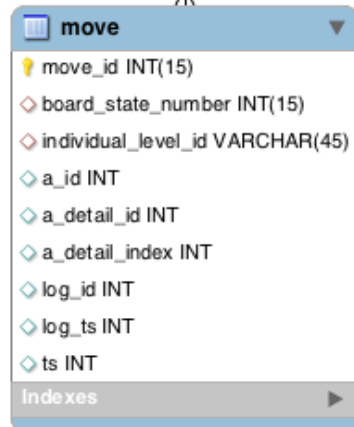 move
move_id INT(15)
board_state_number INT(15)
individual_level_id VARCHAR(45)
a_id INT
a_detail_id INT
a_detail_index INT
log_id INT
log_ts INT
ts INT
Indexes